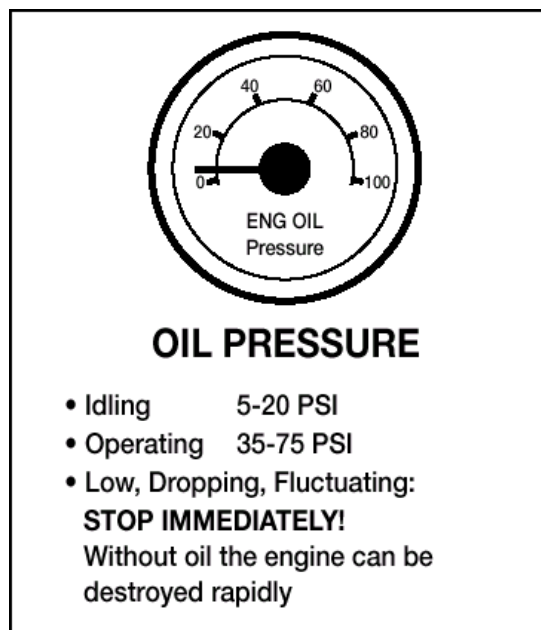 40 60
20 80
0 100
ENG OIL
Pressure
OIL PRESSURE
• Idling 5-20 PSI
• Operating 35-75 PSI
• Low, Dropping, Fluctuating:
STOP IMMEDIATELY!
Without oil the engine can be
destroyed rapidly